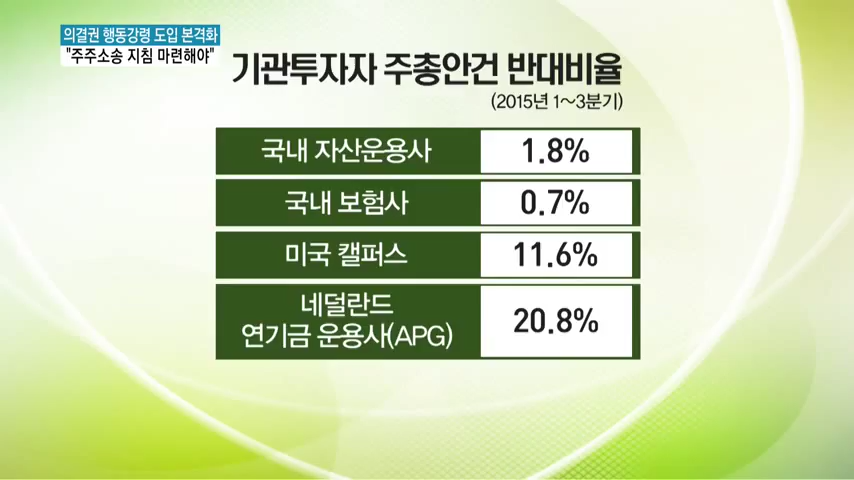 의결권 행동강령 도입 본격화
"주주소송 지침 마련해야"
기관투자자 주총안건 반대비율
(2015년 1~3분기)
국내 자산운용사 1.8%
국내 보험사 0.7%
미국 캘퍼스 11.6%
네덜란드
연기금 운용사(APG) 20.8%